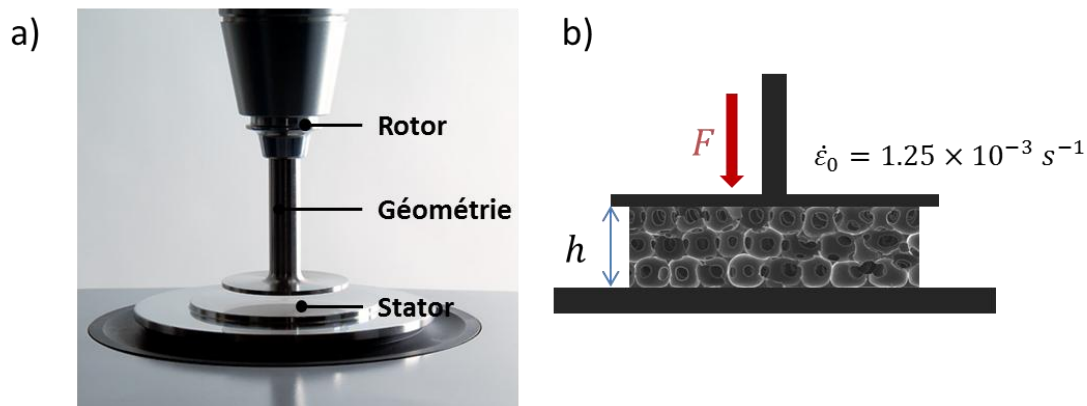 a)
Rotor
Géométrie
Stator
b)
F
ε̇₀ = 1.25 × 10⁻³ s⁻¹
h